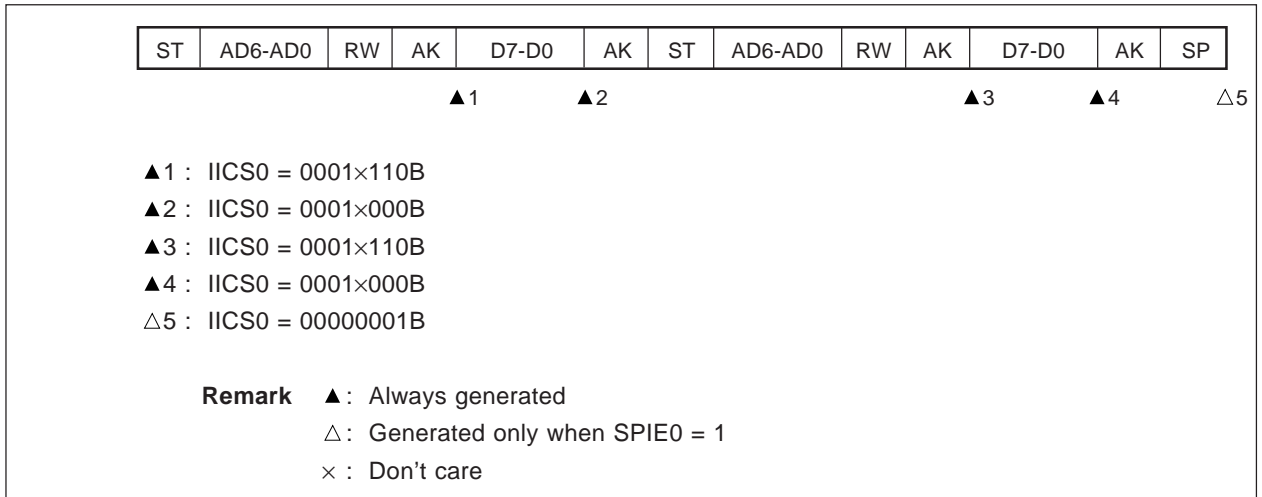 ST AD6-AD0 RW AK D7-D0 AK ST AD6-AD0 RW AK D7-D0 AK SP
▲1 ▲2 ▲3 ▲4 △5
▲1 : IICS0 = 0001×110B
▲2 : IICS0 = 0001×000B
▲3 : IICS0 = 0001×110B
▲4 : IICS0 = 0001×000B
△5 : IICS0 = 00000001B
Remark ▲: Always generated
△: Generated only when SPIE0 = 1
× : Don't care